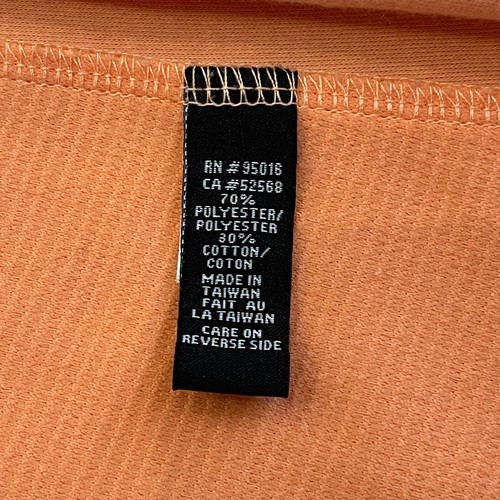 RN #95016
CA #52568
70%
POLYESTER/
POLYESTER
30%
COTTON/
COTON
MADE IN
TAIWAN
FAIT AU
LA TAIWAN
CARE ON
REVERSE SIDE